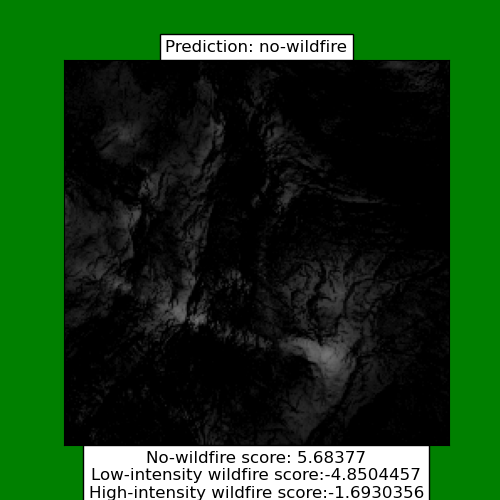 Prediction: no-wildfire
No-wildfire score: 5.68377
Low-intensity wildfire score:-4.8504457
High-intensity wildfire score:-1.6930356